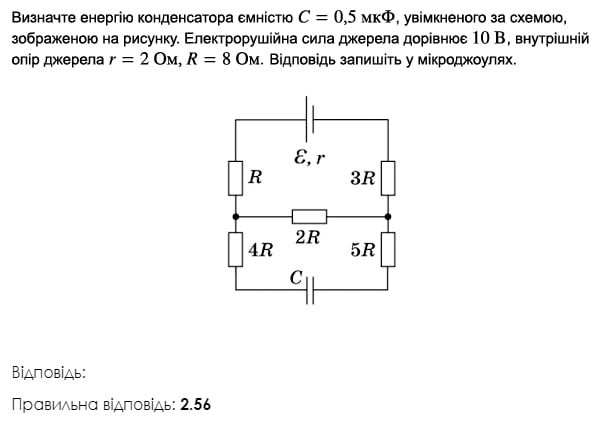 Визначте енергію конденсатора ємністю C = 0,5 мкФ, увімкненого за схемою,
зображеною на рисунку. Електрорушійна сила джерела дорівнює 10 В, внутрішній
опір джерела r = 2 Ом, R = 8 Ом. Відповідь запишіть у мікроджоулях.
ℰ, r
R
3R
2R
4R
5R
C
Відповідь:
Правильна відповідь: 2.56